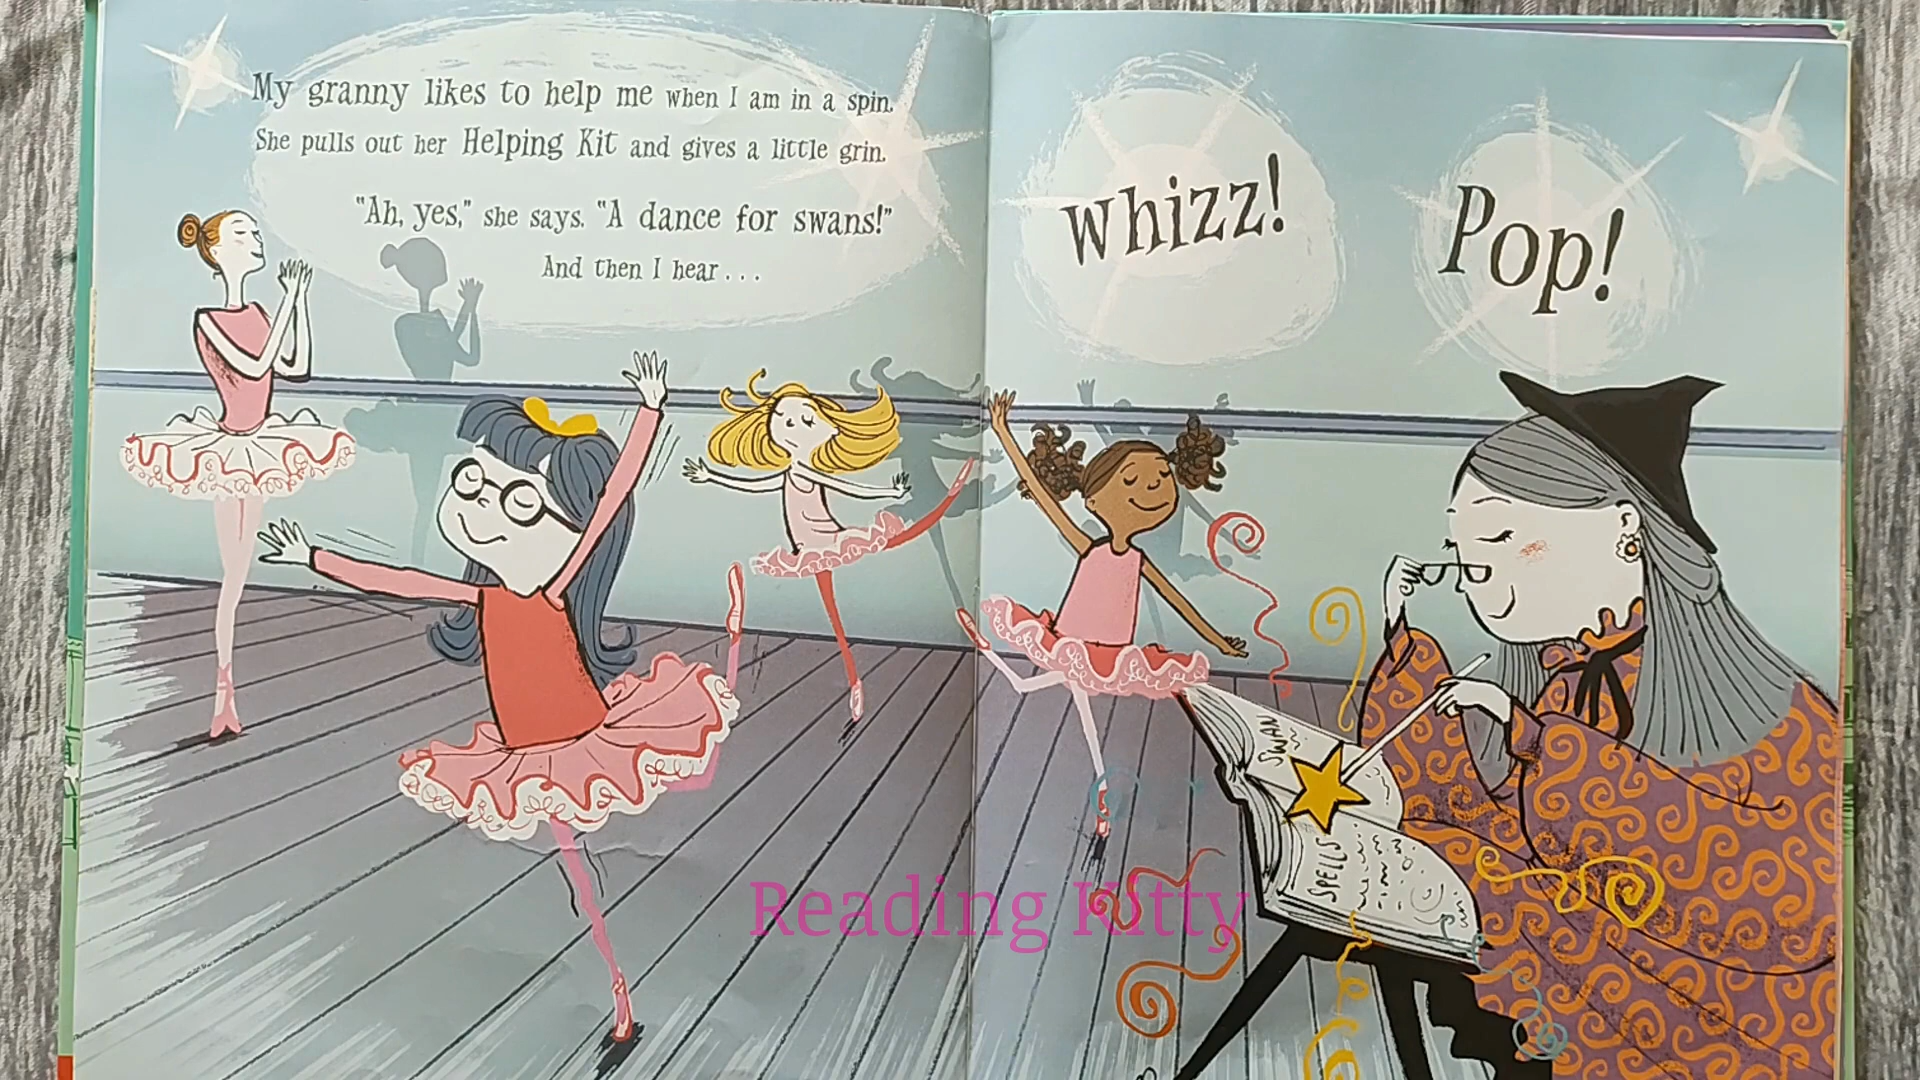 My granny likes to help me when I am in a spin.
She pulls out her Helping Kit and gives a little grin.
"Ah, yes," she says. "A dance for swans!"
And then I hear . . .
whizz!
Pop!
SWAN
SPELLS
Reading Kitty